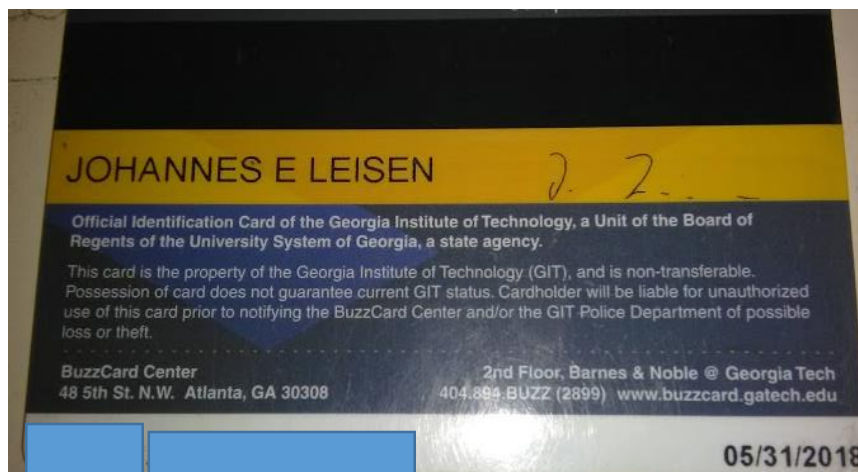 JOHANNES E LEISEN
Official Identification Card of the Georgia Institute of Technology, a Unit of the Board of
Regents of the University System of Georgia, a state agency.
This card is the property of the Georgia Institute of Technology (GIT), and is non-transferable.
Possession of card does not guarantee current GIT status. Cardholder will be liable for unauthorized
use of this card prior to notifying the BuzzCard Center and/or the GIT Police Department of possible
loss or theft.
BuzzCard Center 2nd Floor, Barnes & Noble @ Georgia Tech
48 5th St. N.W. Atlanta, GA 30308 404.894.BUZZ (2899) www.buzzcard.gatech.edu
05/31/2018